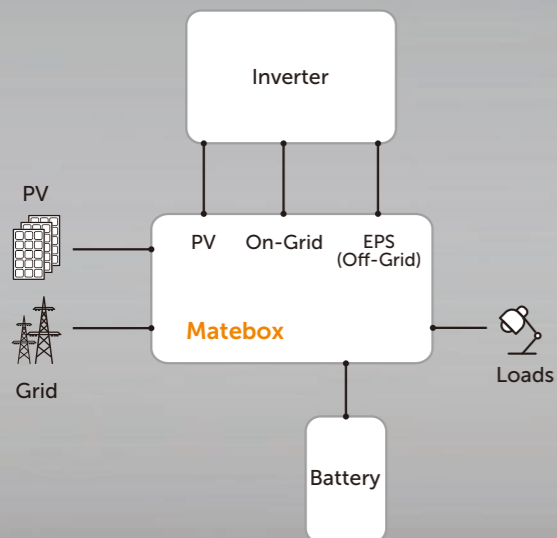 Inverter
PV
PV On-Grid EPS
(Off-Grid)
Matebox
Grid
Loads
Battery